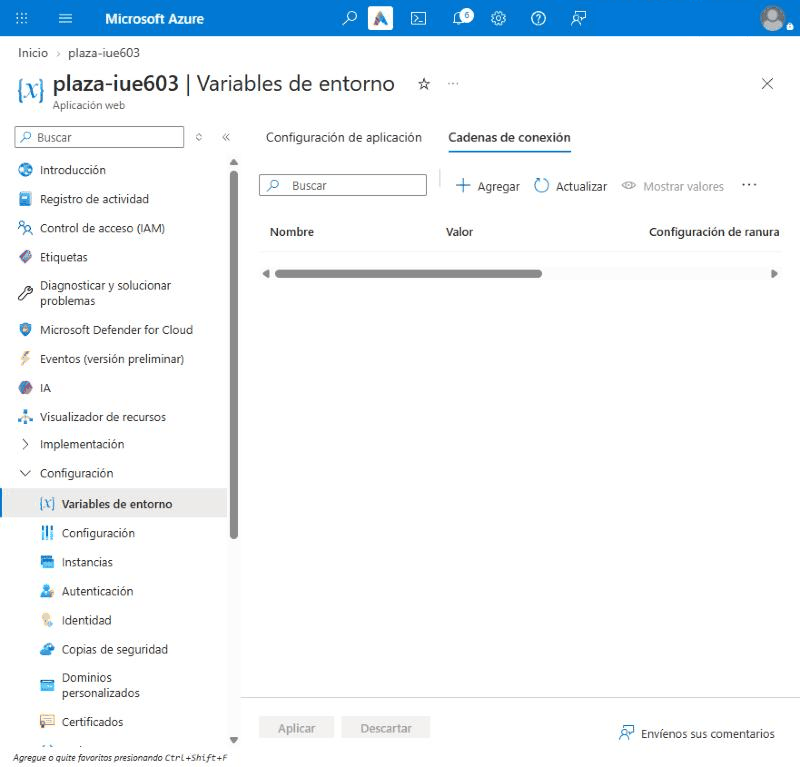 Microsoft Azure
6
Inicio > plaza-iue603
plaza-iue603 | Variables de entorno
Aplicación web
Buscar
Introducción
Registro de actividad
Control de acceso (IAM)
Etiquetas
Diagnosticar y solucionar
problemas
Microsoft Defender for Cloud
Eventos (versión preliminar)
IA
Visualizador de recursos
Implementación
Configuración
Variables de entorno
Configuración
Instancias
Autenticación
Identidad
Copias de seguridad
Dominios
personalizados
Certificados
Agregue o quite favoritos presionando Ctrl+Shift+F
Configuración de aplicación
Cadenas de conexión
Buscar
Agregar
Actualizar
Mostrar valores
Nombre
Valor
Configuración de ranura
Aplicar
Descartar
Envíenos sus comentarios